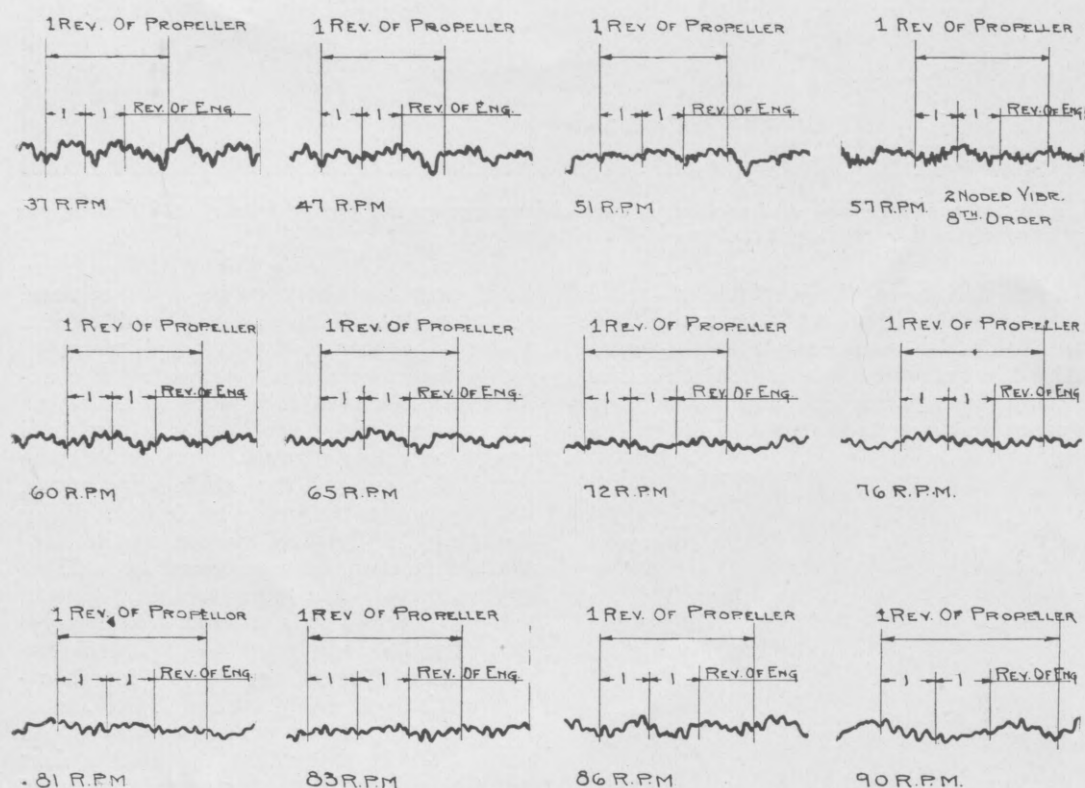 1 REV. OF PROPELLER
1 REV OF PROPELLER
1 REV OF PROPELLER
1 REV OF PROPELLER
1 1 REV. OF ENG
1 1 REV. OF ENG.
1 1 REV. OF ENG.
1 1 REV. OF ENG
37 R.P.M
47 R.P.M
51 R.P.M
57 R.P.M
2 NODED VIBR.
8TH. ORDER
1 REV OF PROPELLER
1 REV. OF PROPELLER
1 REV. OF PROPELLER
1 REV. OF PROPELLER
1 1 REV. OF ENG
1 1 REV. OF ENG.
1 1 REV. OF ENG
1 1 REV. OF ENG
60 R.P.M
65 R.P.M
72 R.P.M
76 R.P.M.
1 REV. OF PROPELLOR
1 REV. OF PROPELLER
1 REV. OF PROPELLER
1 REV. OF PROPELLER
1 1 REV. OF ENG.
1 1 REV. OF ENG.
1 1 REV. OF ENG.
1 1 REV. OF ENG
81 R.P.M
83 R.P.M
86 R.P.M
90 R.P.M.